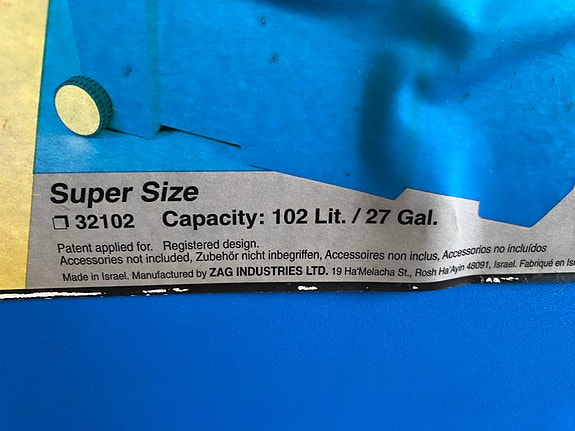 Super Size
❒ 32102 Capacity: 102 Lit. / 27 Gal.
Patent applied for. Registered design.
Accessories not included, Zubehör nicht inbegriffen, Accessoires non inclus, Accessorios no incluídos
Made in Israel. Manufactured by ZAG INDUSTRIES LTD. 19 Ha'Melacha St., Rosh Ha'Ayin 48091, Israel. Fabriqué en Isr